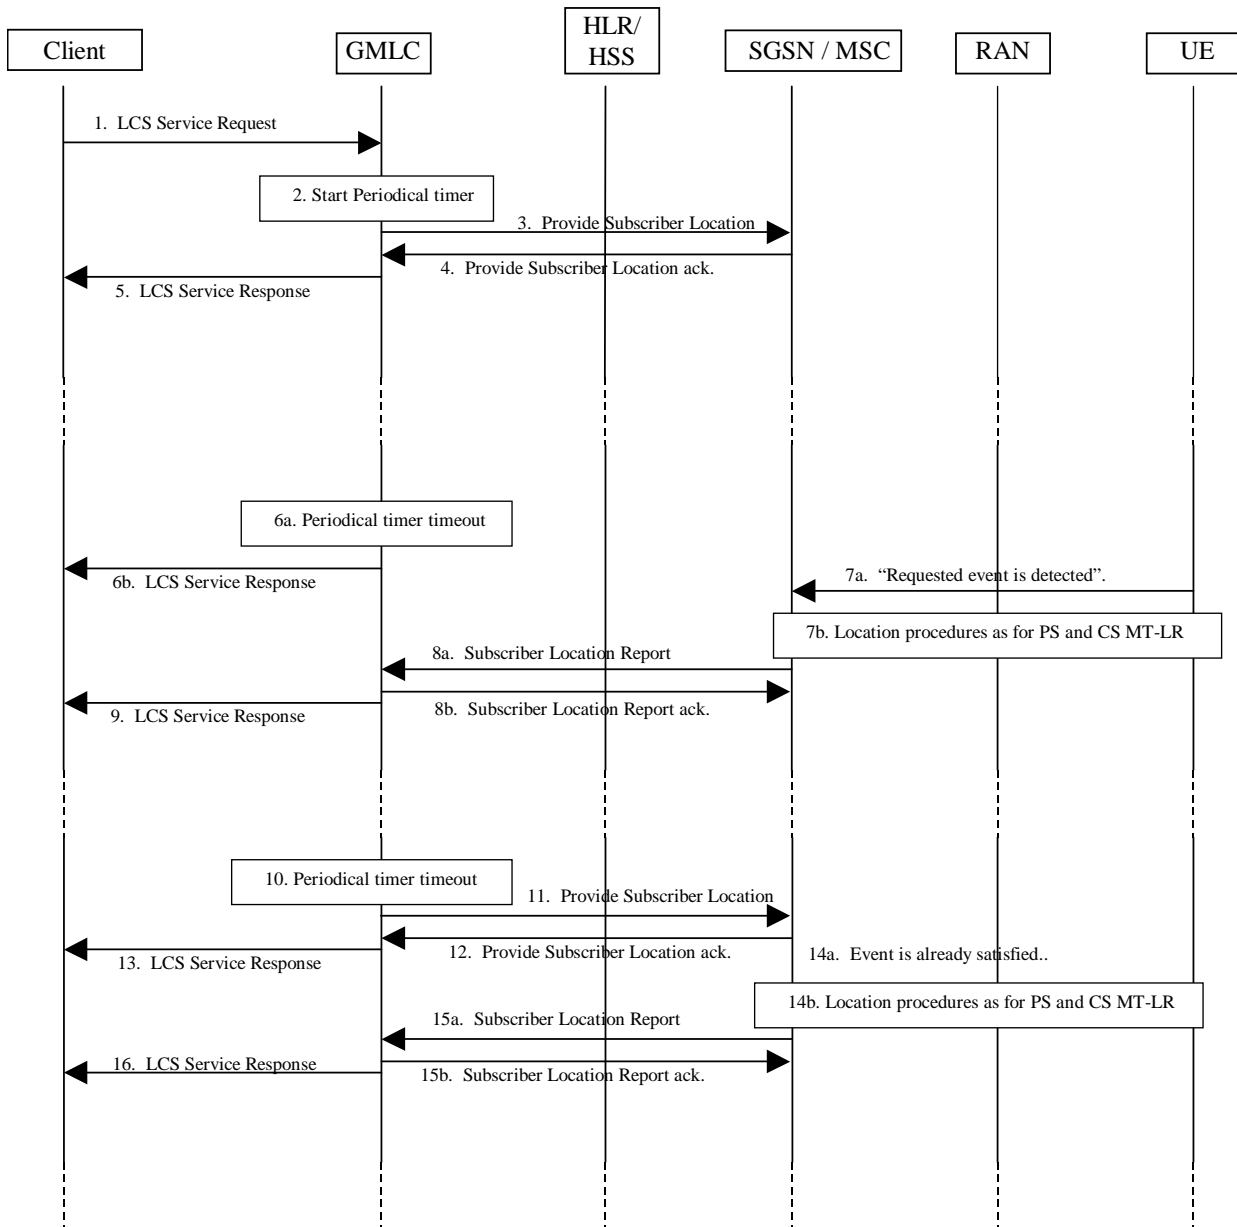 Client
GMLC
HLR/
HSS
SGSN / MSC
RAN
UE
1.  LCS Service Request
2. Start Periodical timer
3.  Provide Subscriber Location
4.  Provide Subscriber Location ack.
5.  LCS Service Response
6a. Periodical timer timeout
6b.  LCS Service Response
7a.  “Requested event is detected”.
7b. Location procedures as for PS and CS MT-LR
8a.  Subscriber Location Report
8b.  Subscriber Location Report ack.
9.  LCS Service Response
10. Periodical timer timeout
11.  Provide Subscriber Location
12.  Provide Subscriber Location ack.
13.  LCS Service Response
14a.  Event is already satisfied..
14b. Location procedures as for PS and CS MT-LR
15a.  Subscriber Location Report
16.  LCS Service Response
15b.  Subscriber Location Report ack.